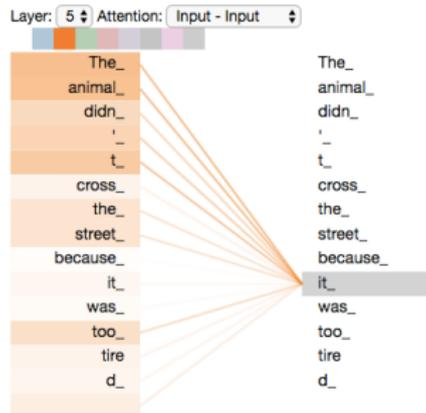 Layer: 5 Attention: Input - Input
The_ The_
animal_ animal_
didn_ didn_
'_ '_
t_ t_
cross_ cross_
the_ the_
street_ street_
because_ because_
it_ it_
was_ was_
too_ too_
tire tire
d_ d_